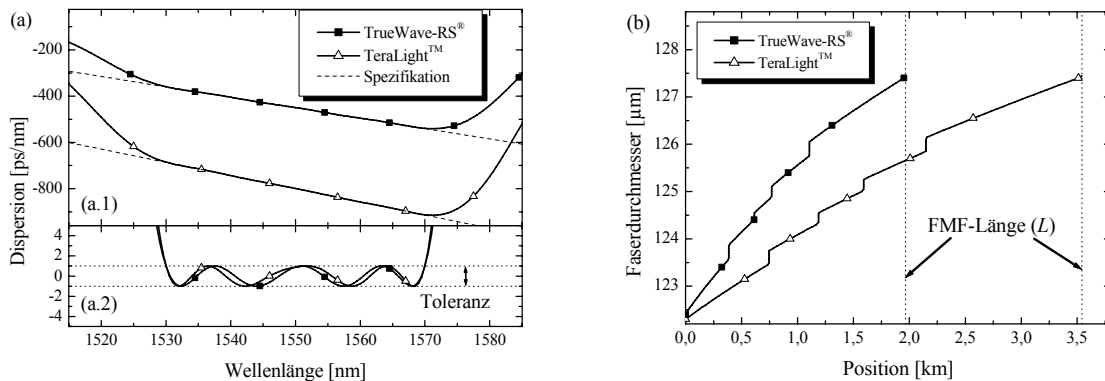 (a)
TrueWave-RS®
TeraLight™
Spezifikation
-200
-400
-600
-800
(a.1)
4
2
0
-2
-4
(a.2)
Toleranz
Dispersion [ps/nm]
1520 1530 1540 1550 1560 1570 1580
Wellenlänge [nm]
(b)
TrueWave-RS®
TeraLight™
128
127
126
125
124
123
Faserdurchmesser [µm]
FMF-Länge (L)
0,0 0,5 1,0 1,5 2,0 2,5 3,0 3,5
Position [km]